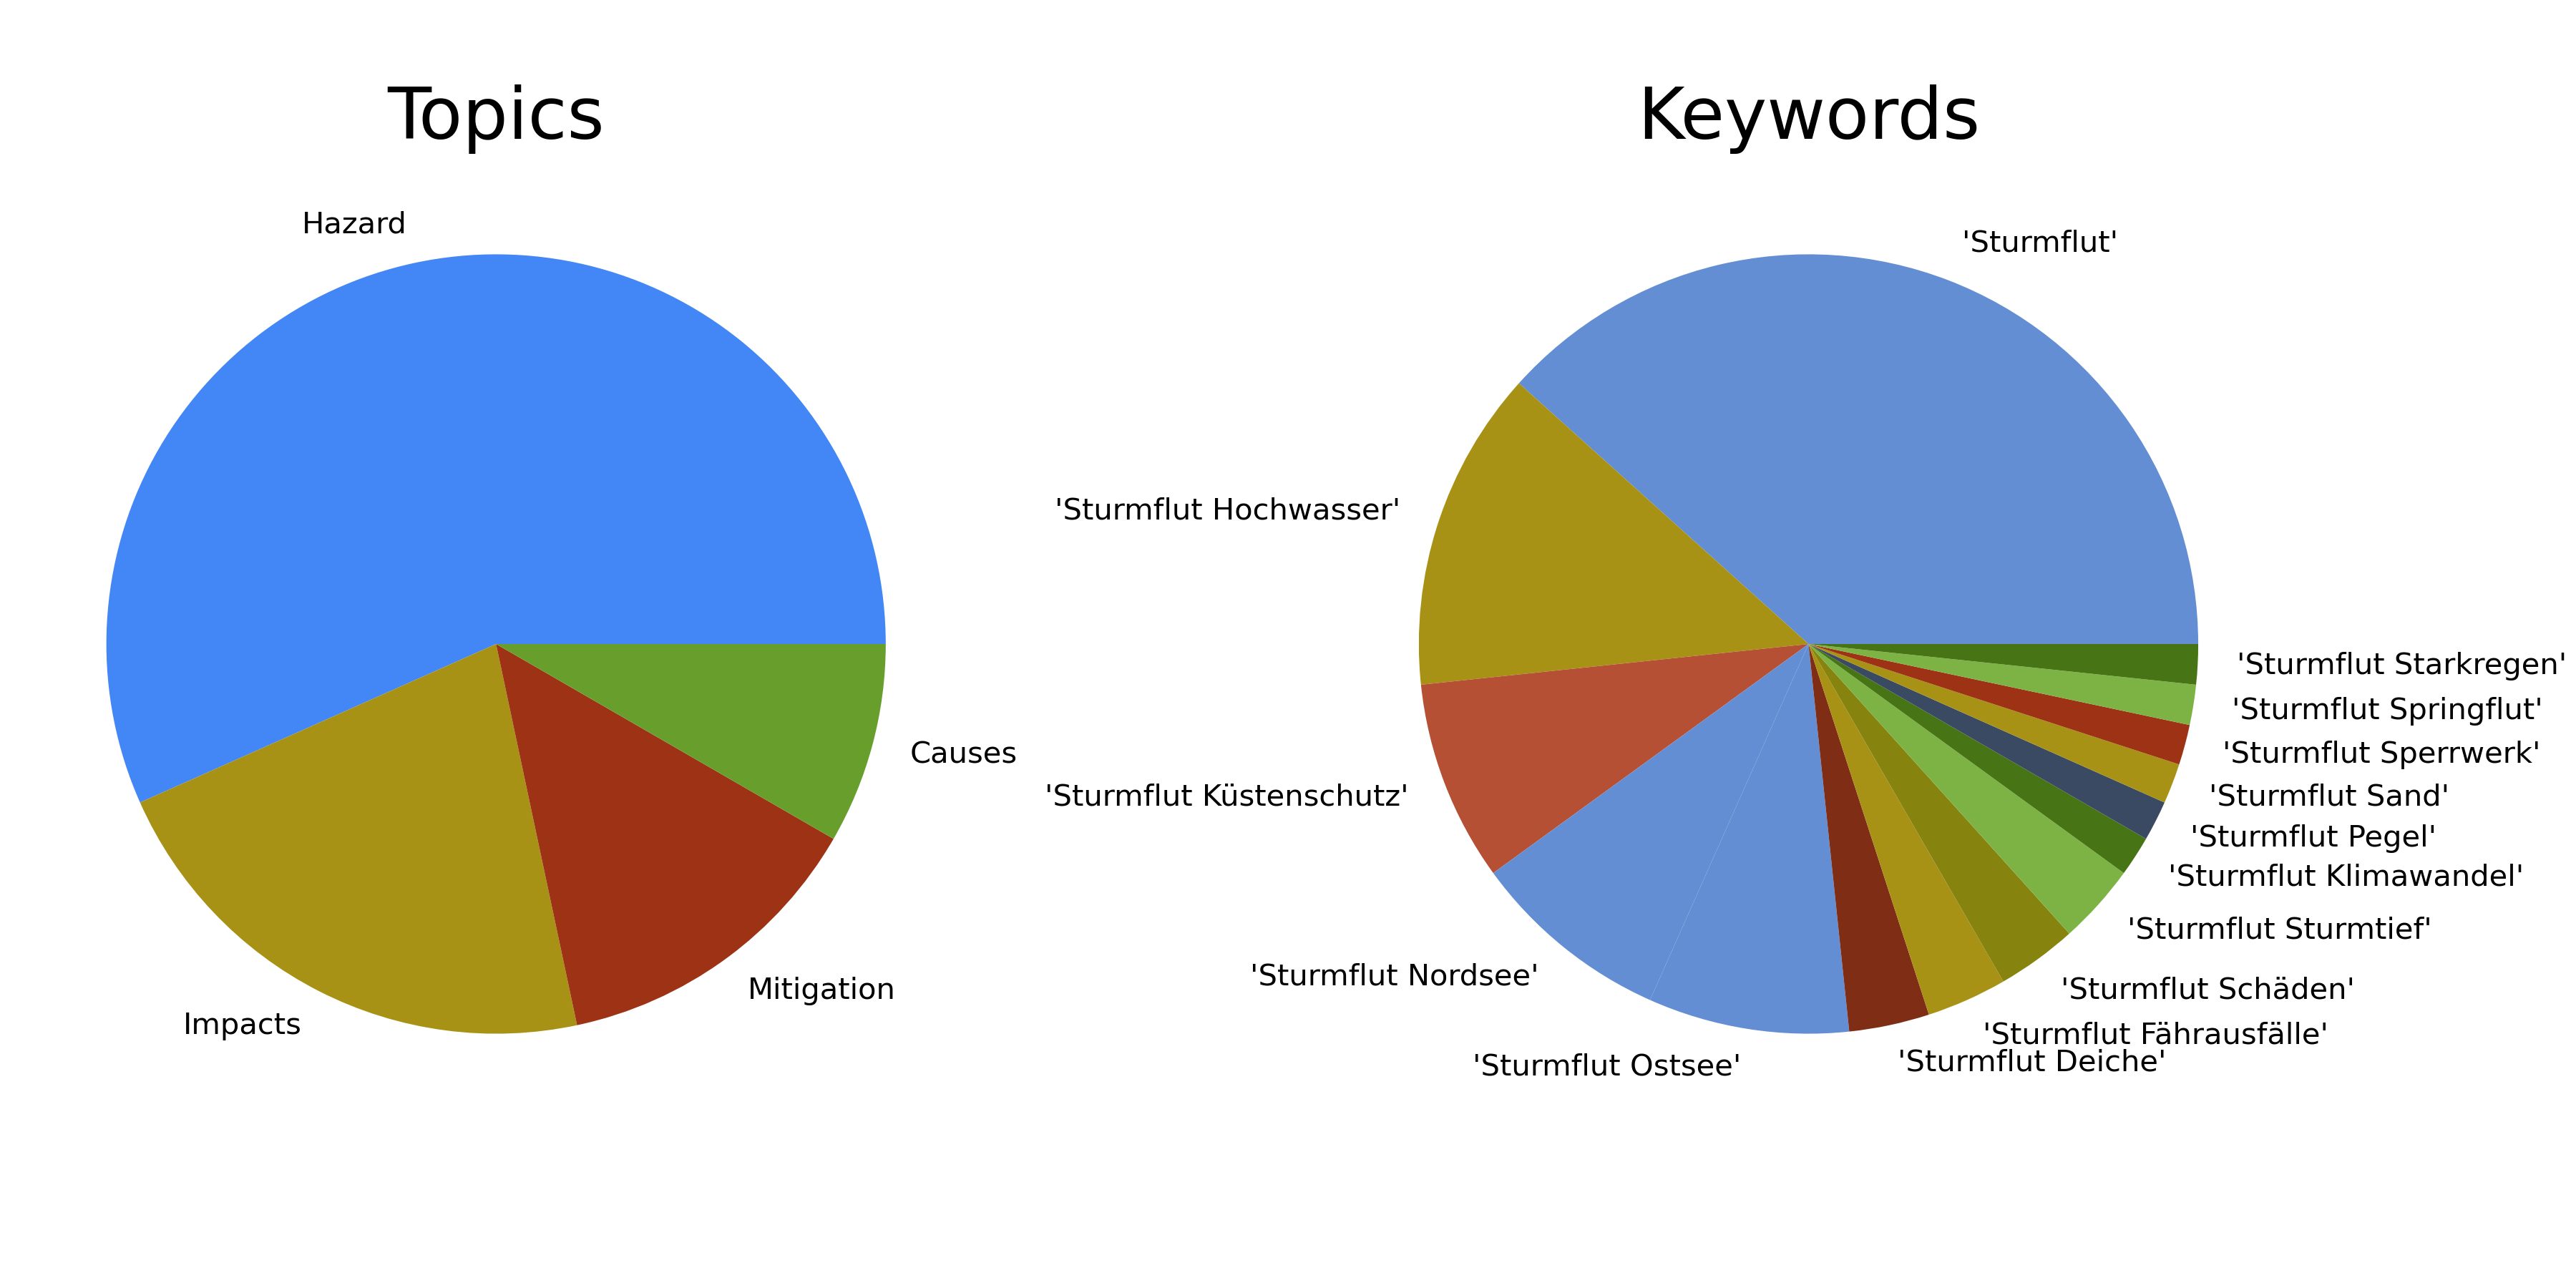 Topics
Hazard
Causes
Mitigation
Impacts
Keywords
'Sturmflut'
'Sturmflut Hochwasser'
'Sturmflut Küstenschutz'
'Sturmflut Nordsee'
'Sturmflut Ostsee'
'Sturmflut Deiche'
'Sturmflut Fährausfälle'
'Sturmflut Schäden'
'Sturmflut Sturmtief'
'Sturmflut Klimawandel'
'Sturmflut Pegel'
'Sturmflut Sand'
'Sturmflut Sperrwerk'
'Sturmflut Springflut'
'Sturmflut Starkregen'